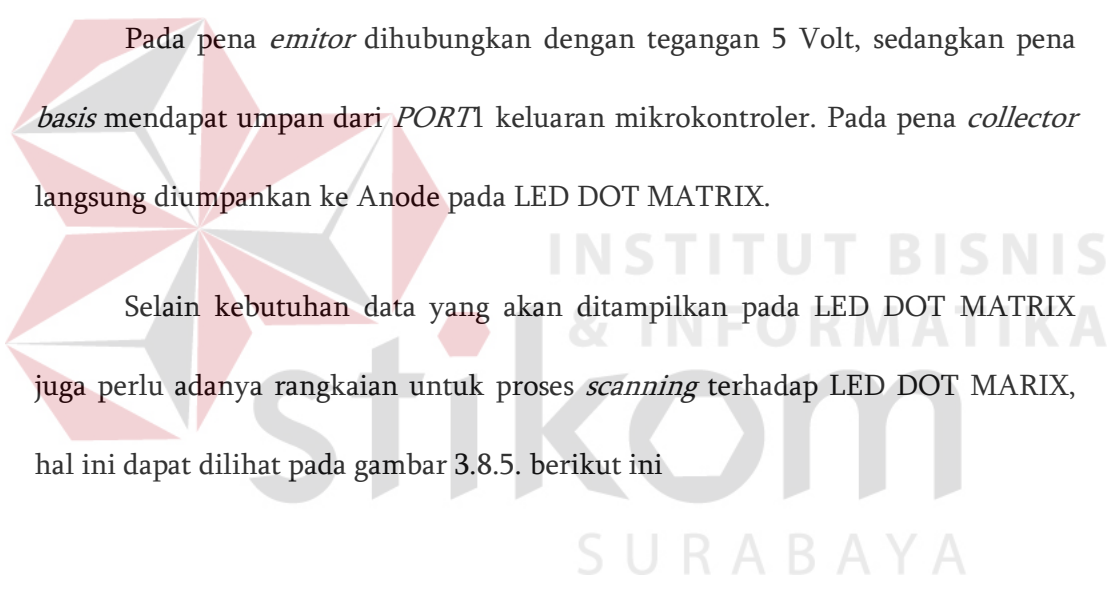 Pada pena emitor dihubungkan dengan tegangan 5 Volt, sedangkan pena
basis mendapat umpan dari PORT1 keluaran mikrokontroler. Pada pena collector
langsung diumpankan ke Anode pada LED DOT MATRIX.
INSTITUT BISNIS
Selain kebutuhan data yang akan ditampilkan pada LED DOT MATRIX
& INFORMATIKA
juga perlu adanya rangkaian untuk proses scanning terhadap LED DOT MARIX,
stikom
hal ini dapat dilihat pada gambar 3.8.5. berikut ini
SURABAYA